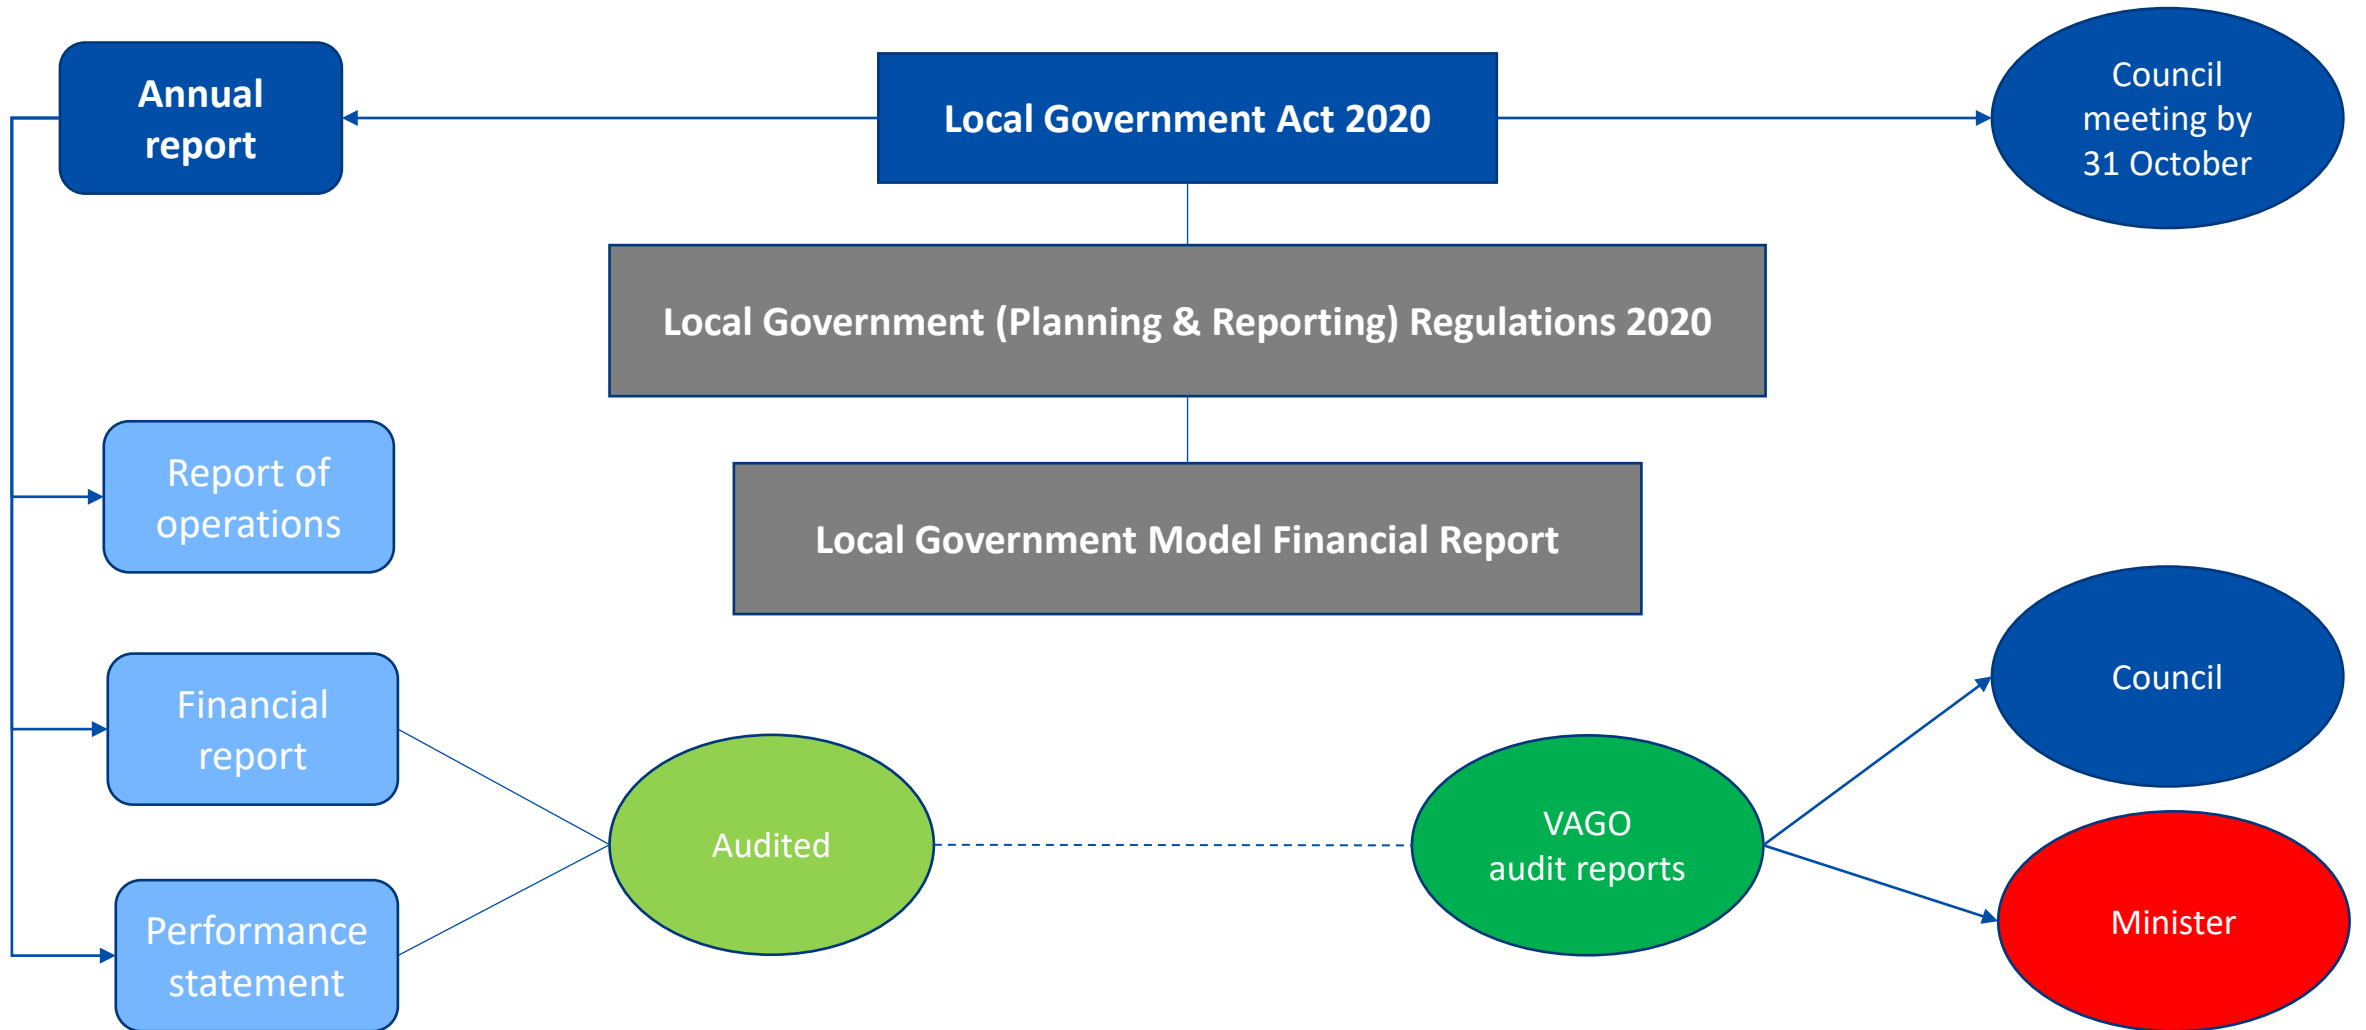 Annual
report
Local Government Act 2020
Council
meeting by
31 October
Local Government (Planning & Reporting) Regulations 2020
Report of
operations
Local Government Model Financial Report
Financial
report
Council
Audited
VAGO
audit reports
Performance
statement
Minister